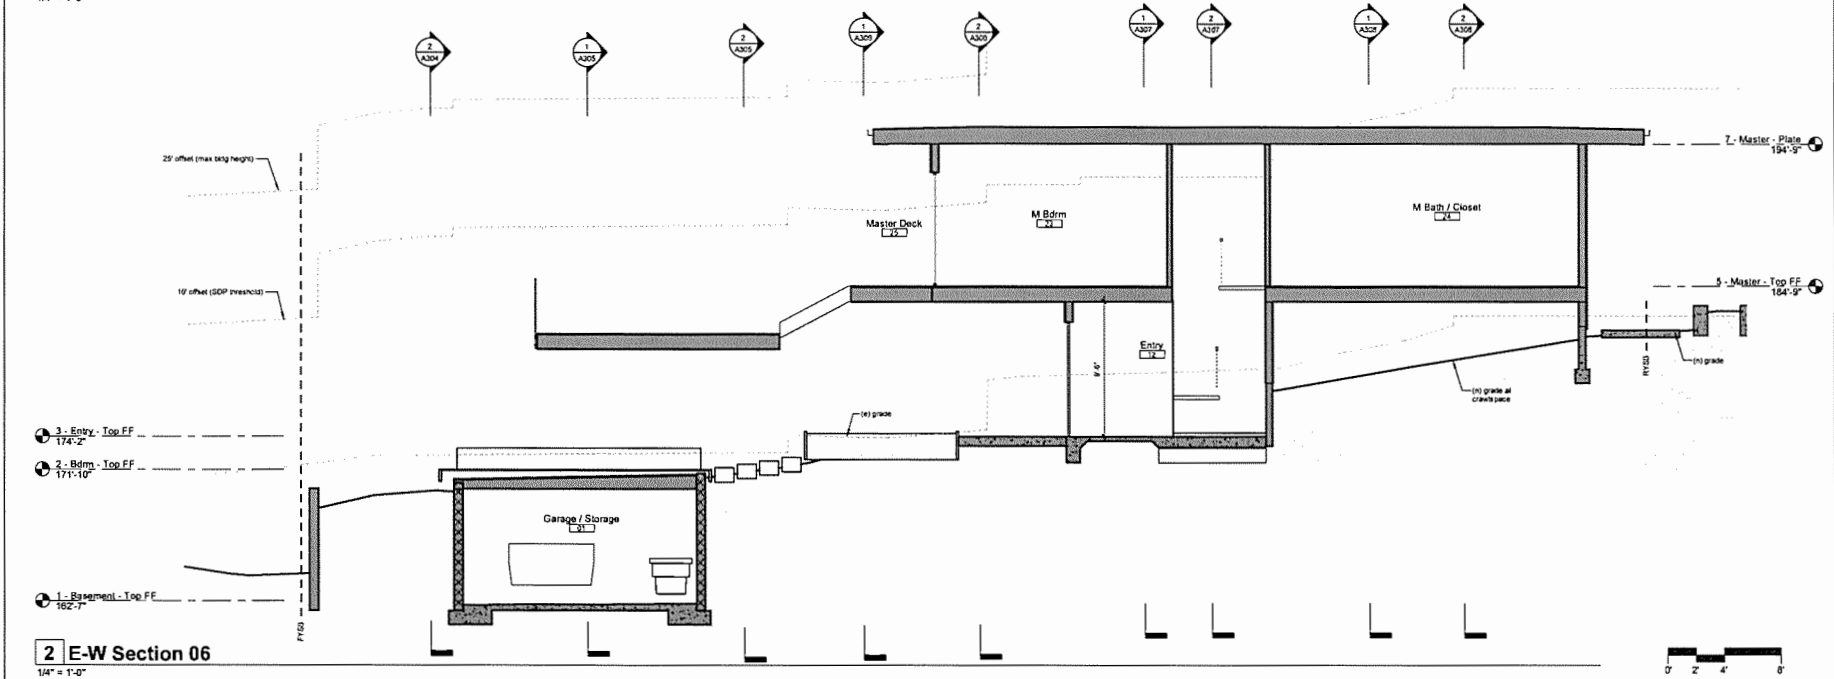 2
A304
1
A305
2
A305
1
A306
2
A306
1
A307
2
A307
1
A308
2
A308
25' offset (max bldg height)
7 - Master - Plate
194'-9"
Master Deck
25
M Bdrm
M Bath / Closet
24
16' offset (SDP threshold)
5 - Master - Top FF
184'-9"
Entry
12
9'-6"
(n) grade
RYSB
(n) grade at
crawlspace
(e) grade
3 - Entry - Top FF
174'-2"
2 - Bdrm - Top FF
171'-10"
Garage / Storage
01
1 - Basement - Top FF
162'-7"
FYSB
2 E-W Section 06
1/4" = 1'-0"
0' 2' 4' 8'